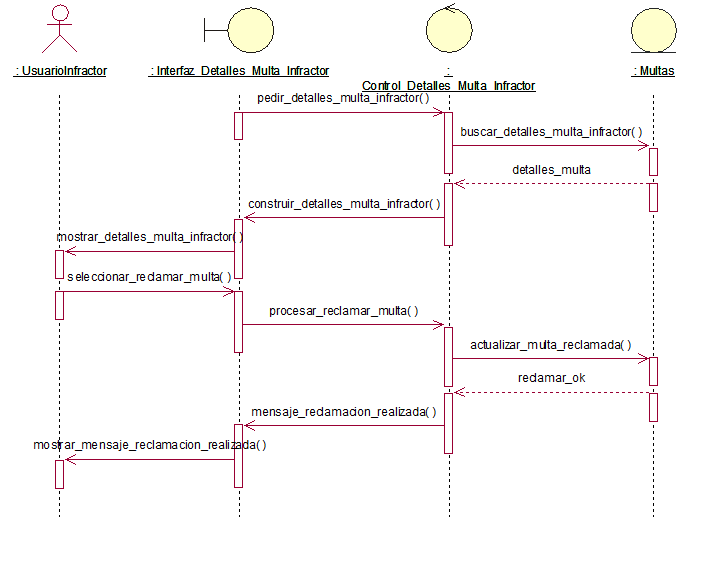 : UsuarioInfractor
: Interfaz_Detalles_Multa_Infractor
:
Control_Detalles_Multa_Infractor
: Multas
pedir_detalles_multa_infractor( )
buscar_detalles_multa_infractor( )
detalles_multa
construir_detalles_multa_infractor( )
mostrar_detalles_multa_infractor( )
seleccionar_reclamar_multa( )
procesar_reclamar_multa( )
actualizar_multa_reclamada( )
reclamar_ok
mensaje_reclamacion_realizada( )
mostrar_mensaje_reclamacion_realizada( )